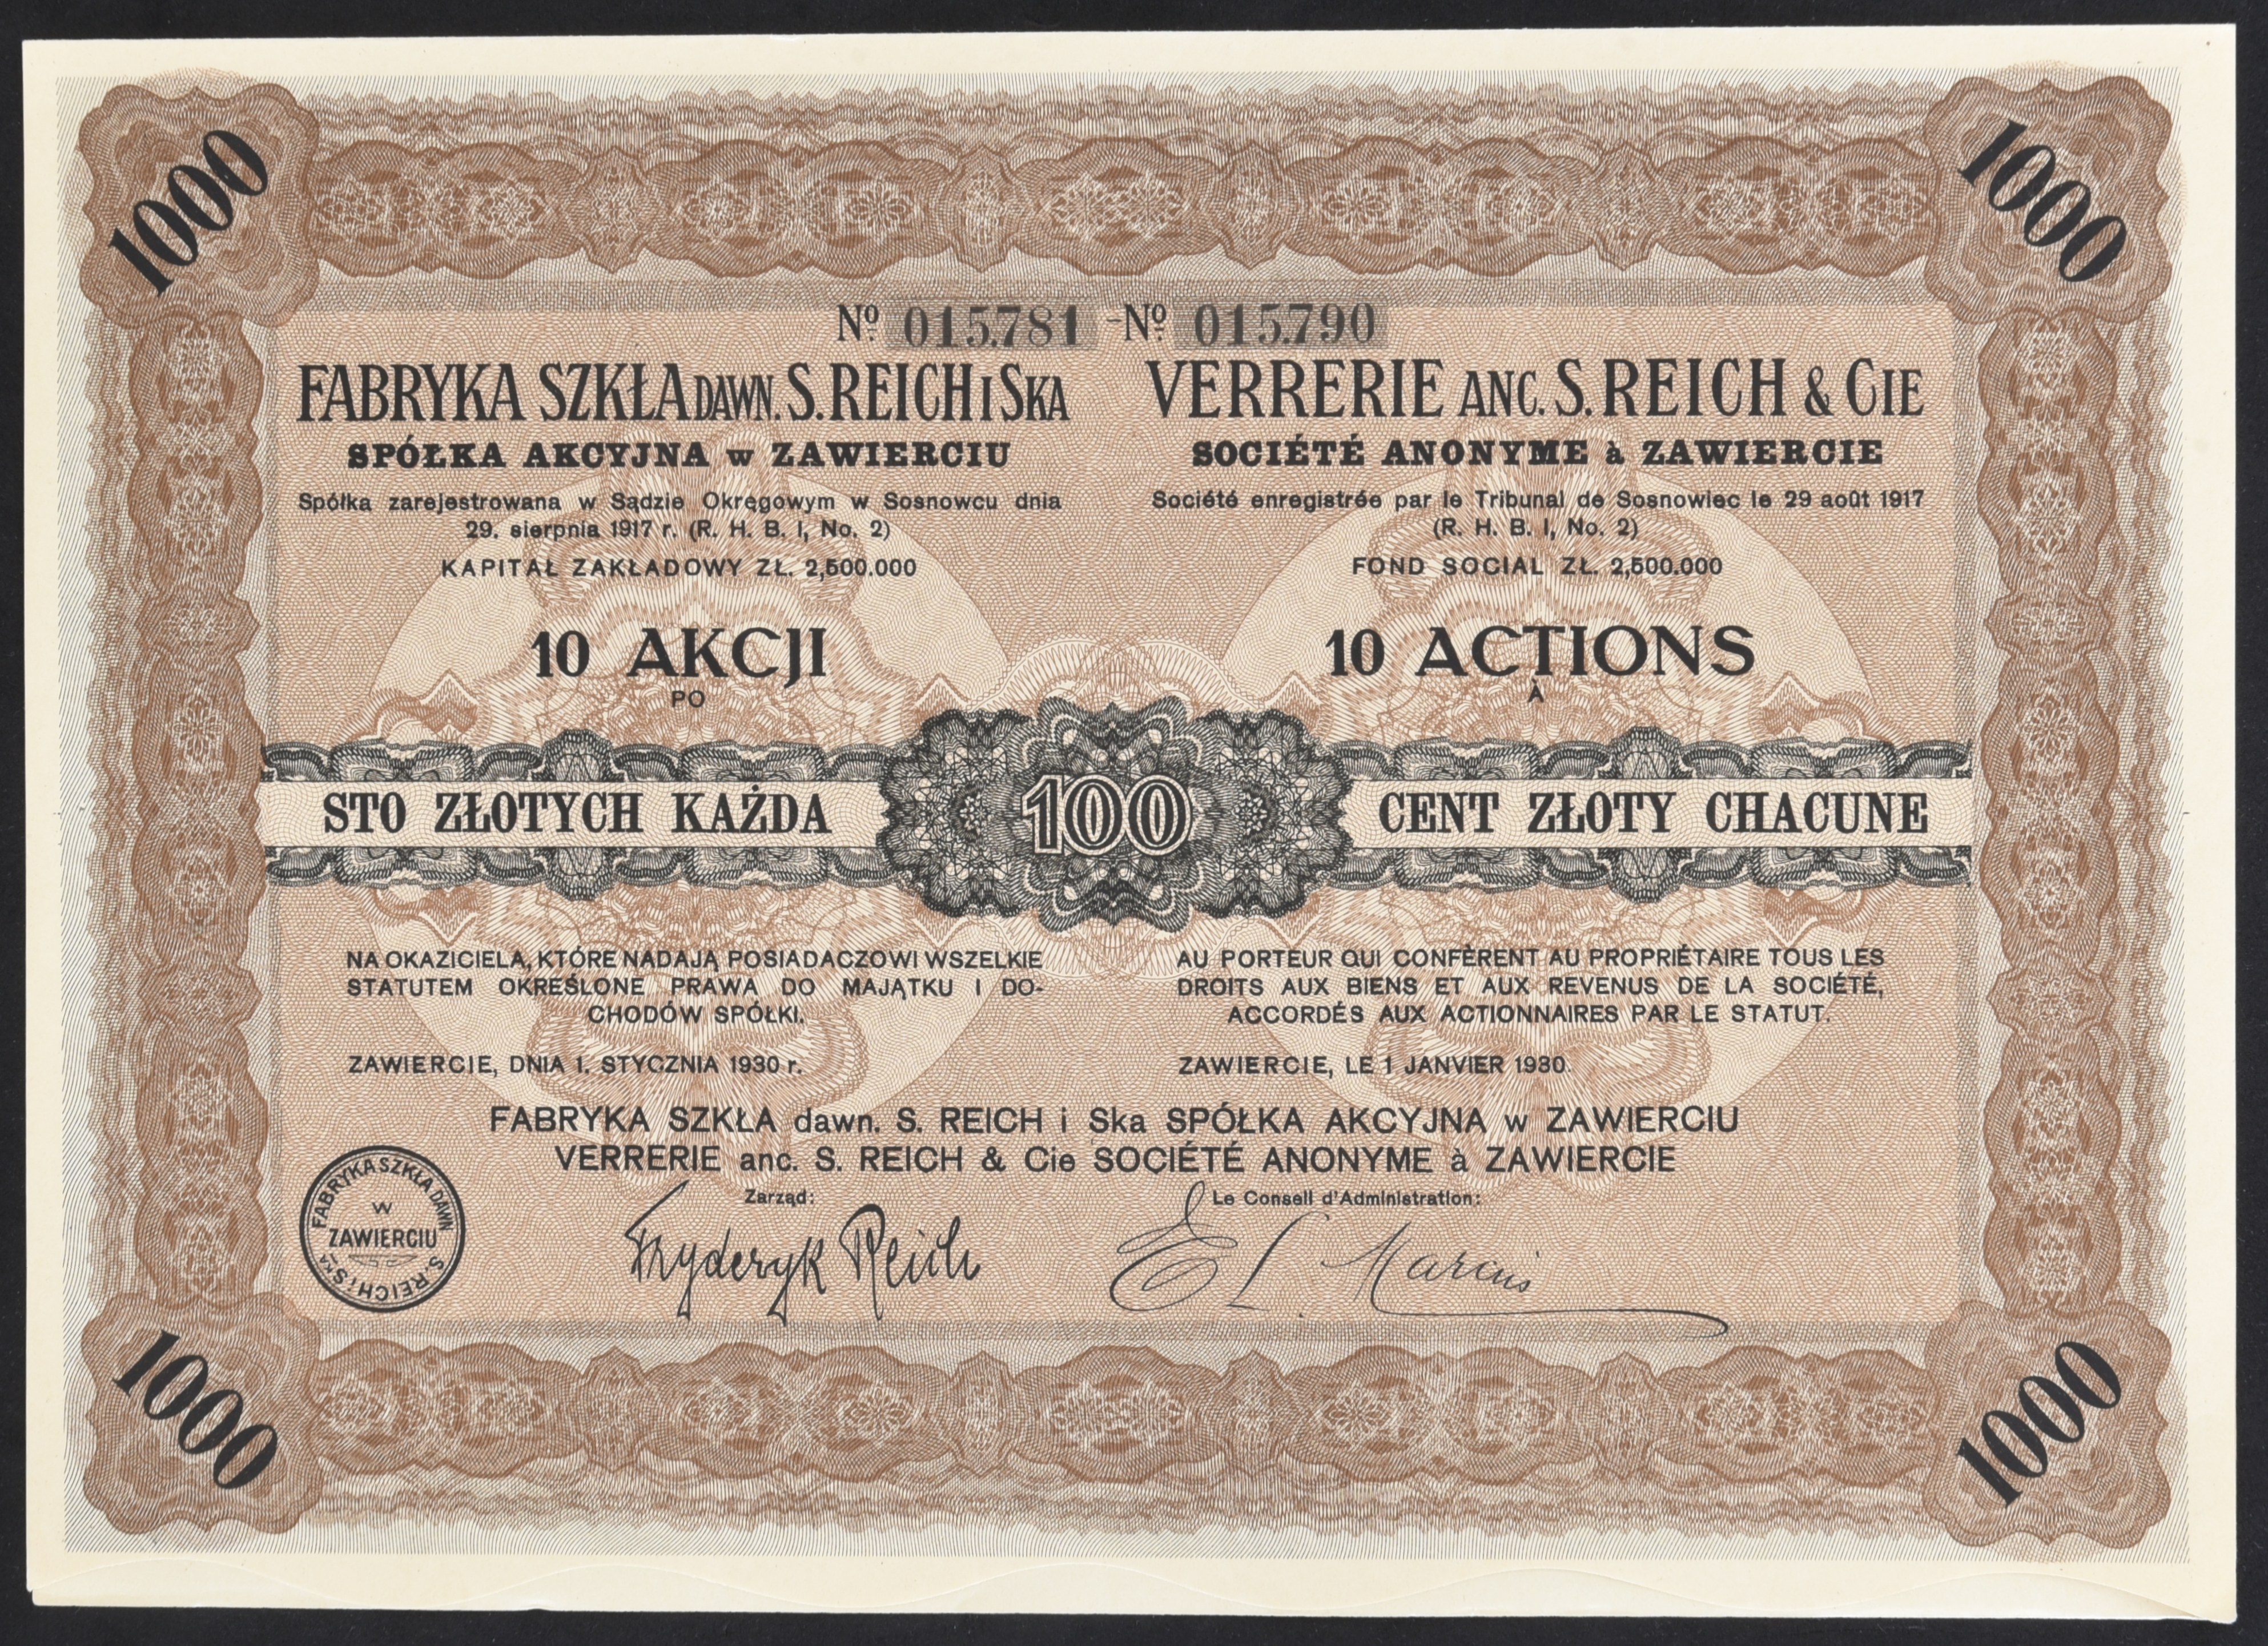 1000
1000
Nº 015.781 - Nº 015.790
FABRYKA SZKŁA DAWN. S. REICH I SKA
SPÓŁKA AKCYJNA w ZAWIERCIU
Spółka zarejestrowana w Sądzie Okręgowym w Sosnowcu dnia
29. sierpnia 1917 r. (R. H. B. I, No. 2)
KAPITAŁ ZAKŁADOWY ZŁ. 2,500.000
10 AKCJI
PO
STO ZŁOTYCH KAŻDA
NA OKAZICIELA, KTÓRE NADAJĄ POSIADACZOWI WSZELKIE
STATUTEM OKREŚLONE PRAWA DO MAJĄTKU I DO-
CHODÓW SPÓŁKI.
ZAWIERCIE, DNIA 1. STYCZNIA 1930 r.
VERRERIE ANC. S. REICH & CIE
SOCIÉTÉ ANONYME à ZAWIERCIE
Société enregistrée par le Tribunal de Sosnowiec le 29 août 1917
(R. H. B. I, No. 2)
FOND SOCIAL ZŁ. 2,500.000
10 ACTIONS
À
100
CENT ZŁOTY CHACUNE
AU PORTEUR QUI CONFÈRENT AU PROPRIÉTAIRE TOUS LES
DROITS AUX BIENS ET AUX REVENUS DE LA SOCIÉTÉ,
ACCORDÉS AUX ACTIONNAIRES PAR LE STATUT.
ZAWIERCIE, LE 1 JANVIER 1930.
FABRYKA SZKŁA dawn. S. REICH i Ska SPÓŁKA AKCYJNA w ZAWIERCIU
VERRERIE anc. S. REICH & Cie SOCIÉTÉ ANONYME à ZAWIERCIE
Zarząd:
Le Conseil d'Administration:
Fryderyk Reich
E L. Marcus
FABRYKA SZKŁA DAWN. S. REICH I SKA
W
ZAWIERCIU
1000
1000